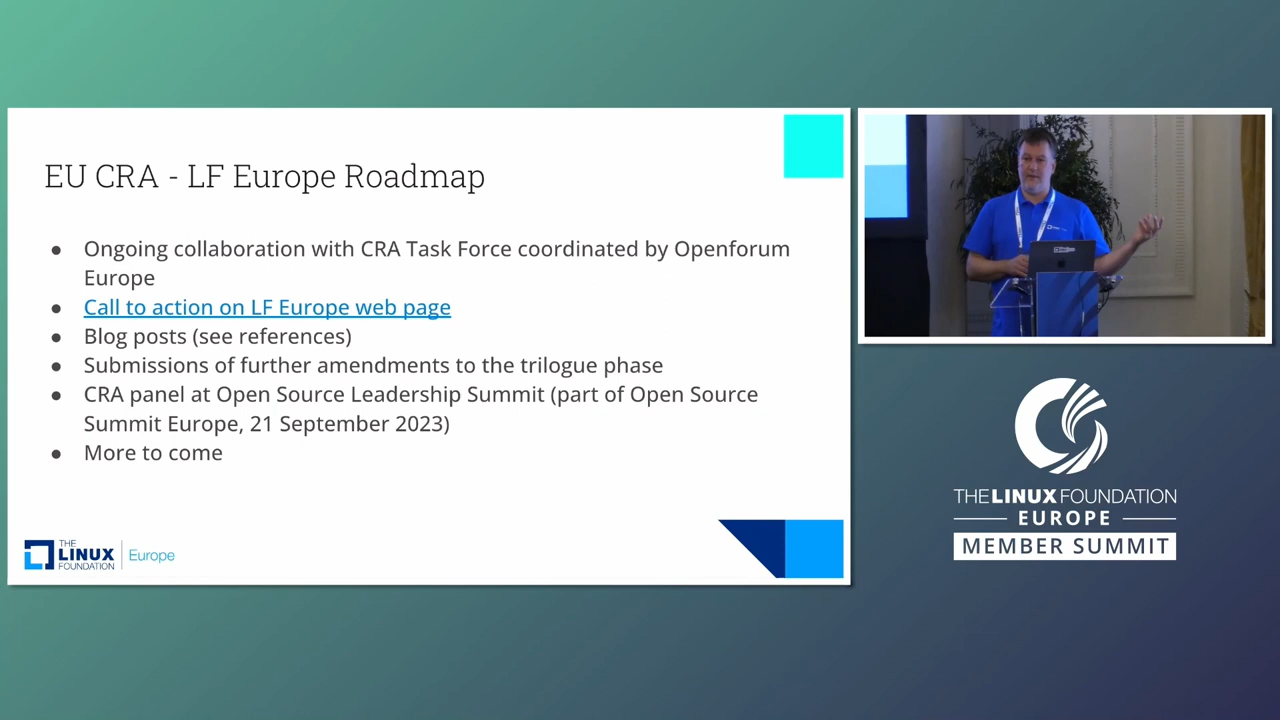 EU CRA - LF Europe Roadmap
● Ongoing collaboration with CRA Task Force coordinated by Openforum
Europe
● Call to action on LF Europe web page
● Blog posts (see references)
● Submissions of further amendments to the trilogue phase
● CRA panel at Open Source Leadership Summit (part of Open Source
Summit Europe, 21 September 2023)
● More to come
THE
LINUX
FOUNDATION
Europe
THE LINUX FOUNDATION
EUROPE
MEMBER SUMMIT